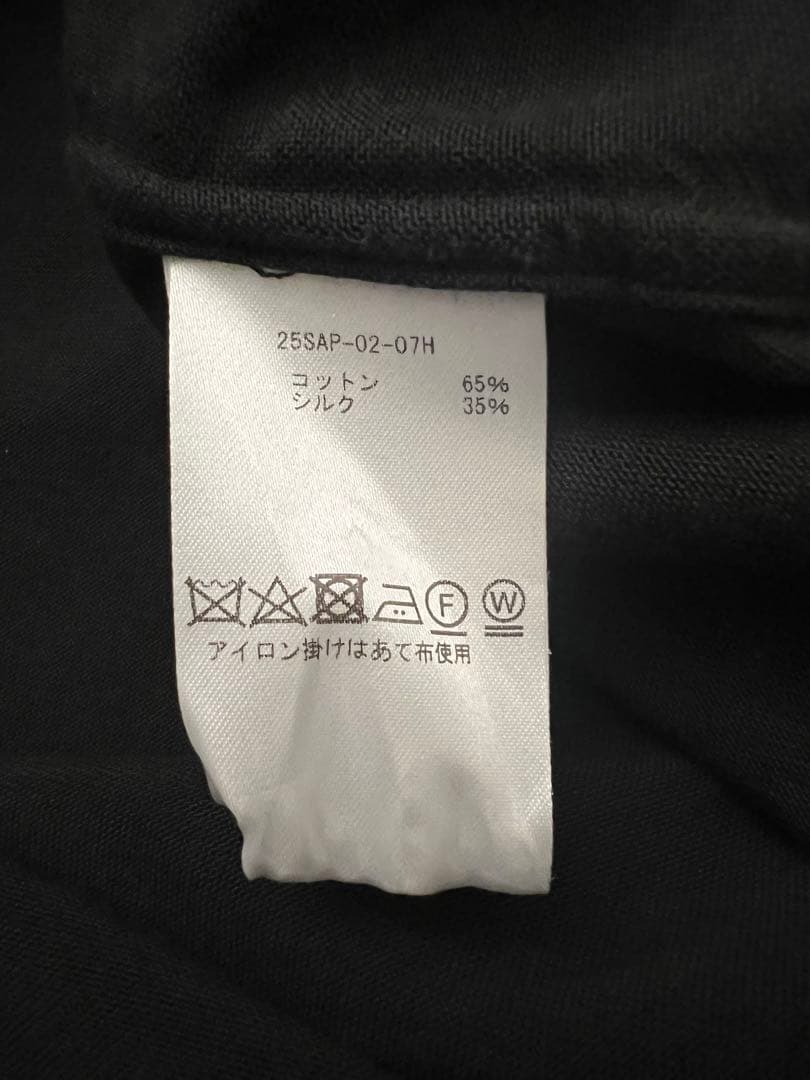 25SAP-02-07H
コットン 65%
シルク 35%
F W
アイロン掛けはあて布使用